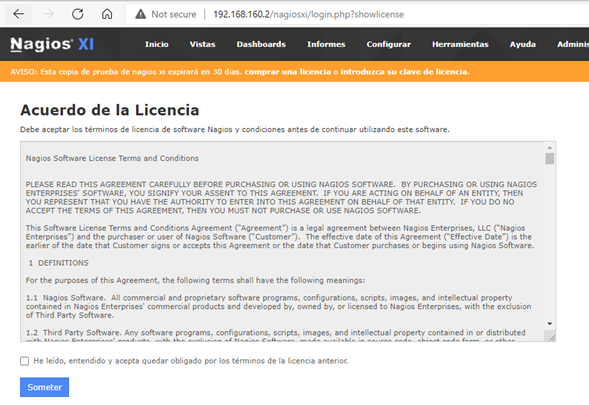 Not secure 192.168.160.2/nagiosxi/login.php?showlicense
Nagios® XI Inicio Vistas Dashboards Informes Configurar Herramientas Ayuda Adminis
AVISO: Esta copia de prueba de nagios xi expirará en 30 dias. comprar una licencia o introduzca su clave de licencia.
Acuerdo de la Licencia
Debe aceptar los términos de licencia de software Nagios y condiciones antes de continuar utilizando este software.
Nagios Software License Terms and Conditions
PLEASE READ THIS AGREEMENT CAREFULLY BEFORE PURCHASING OR USING NAGIOS SOFTWARE. BY PURCHASING OR USING NAGIOS
ENTERPRISES' SOFTWARE, YOU SIGNIFY YOUR ASSENT TO THIS AGREEMENT. IF YOU ARE ACTING ON BEHALF OF AN ENTITY, THEN
YOU REPRESENT THAT YOU HAVE THE AUTHORITY TO ENTER INTO THIS AGREEMENT ON BEHALF OF THAT ENTITY. IF YOU DO NO
ACCEPT THE TERMS OF THIS AGREEMENT, THEN YOU MUST NOT PURCHASE OR USE NAGIOS SOFTWARE.
This Software License Terms and Conditions Agreement ("Agreement") is a legal agreement between Nagios Enterprises, LLC ("Nagios
Enterprises") and the purchaser or user of Nagios Software ("Customer"). The effective date of this Agreement ("Effective Date") is the
earlier of the date that Customer signs or accepts this Agreement or the date that Customer purchases or begins using Nagios Software.
1 DEFINITIONS
For the purposes of this Agreement, the following terms shall have the following meanings:
1.1 Nagios Software. All commercial and proprietary software programs, configurations, scripts, images, and intellectual property
contained in Nagios Enterprises' commercial products and developed by, owned by, or licensed to Nagios Enterprises, with the exclusion
of Third Party Software.
1.2 Third Party Software. Any software programs, configurations, scripts, images, and intellectual property contained in or distributed
with Nagios Enterprises' products, with the exclusion of Nagios Software, made available in source code, object code form, or other
He leído, entendido y acepta quedar obligado por los términos de la licencia anterior.
Someter